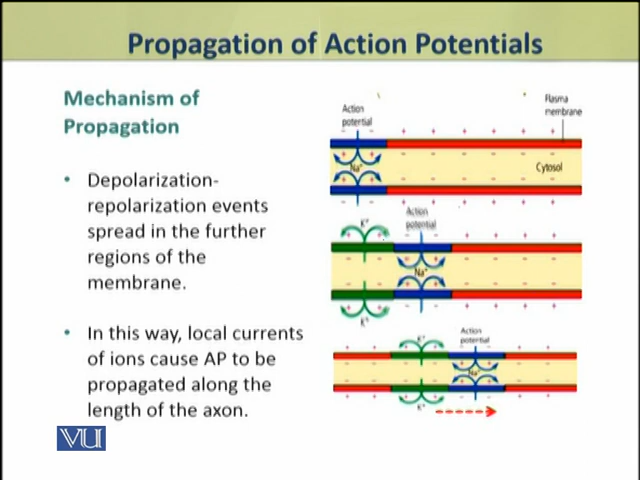 Propagation of Action Potentials
Mechanism of
Propagation
• Depolarization-
repolarization events
spread in the further
regions of the
membrane.
• In this way, local currents
of ions cause AP to be
propagated along the
length of the axon.
VU
Action
potential
Plasma
membrane
Na⁺
Cytosol
Action
potential
K⁺
Na⁺
K⁺
Action
potential
K⁺
Na⁺
K⁺